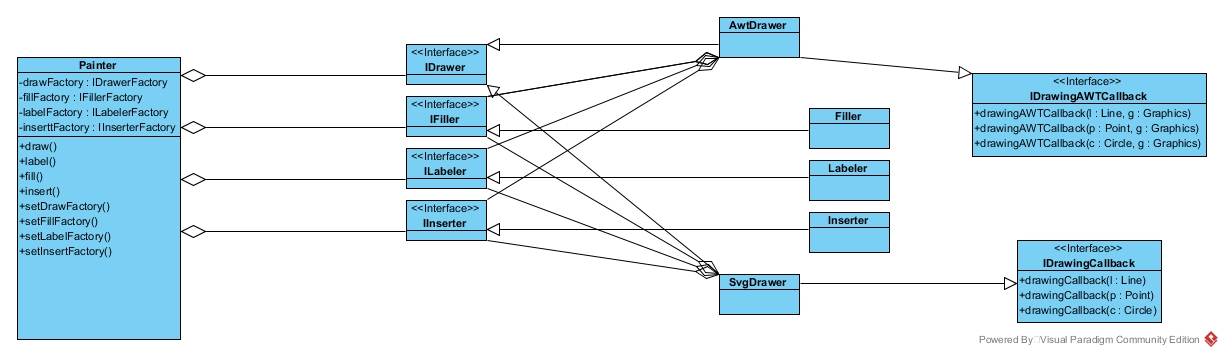 Painter
-drawFactory : IDrawerFactory
-fillFactory : IFillerFactory
-labelFactory : ILabelerFactory
-inserttFactory : IInserterFactory
+draw()
+label()
+fill()
+insert()
+setDrawFactory()
+setFillFactory()
+setLabelFactory()
+setInsertFactory()
<<Interface>>
IDrawer
<<Interface>>
IFiller
<<Interface>>
ILabeler
<<Interface>>
IInserter
AwtDrawer
Filler
Labeler
Inserter
SvgDrawer
<<Interface>>
IDrawingAWTCallback
+drawingAWTCallback(l : Line, g : Graphics)
+drawingAWTCallback(p : Point, g : Graphics)
+drawingAWTCallback(c : Circle, g : Graphics)
<<Interface>>
IDrawingCallback
+drawingCallback(l : Line)
+drawingCallback(p : Point)
+drawingCallback(c : Circle)
Powered By Visual Paradigm Community Edition